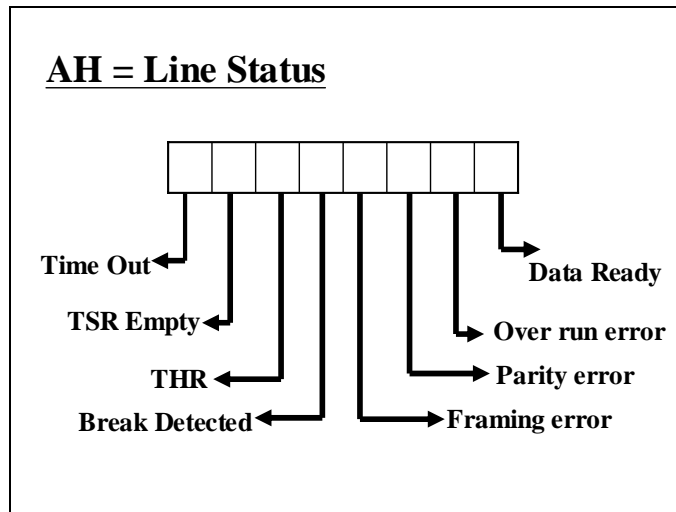 AH = Line Status
Time Out
Data Ready
TSR Empty
Over run error
THR
Parity error
Break Detected
Framing error